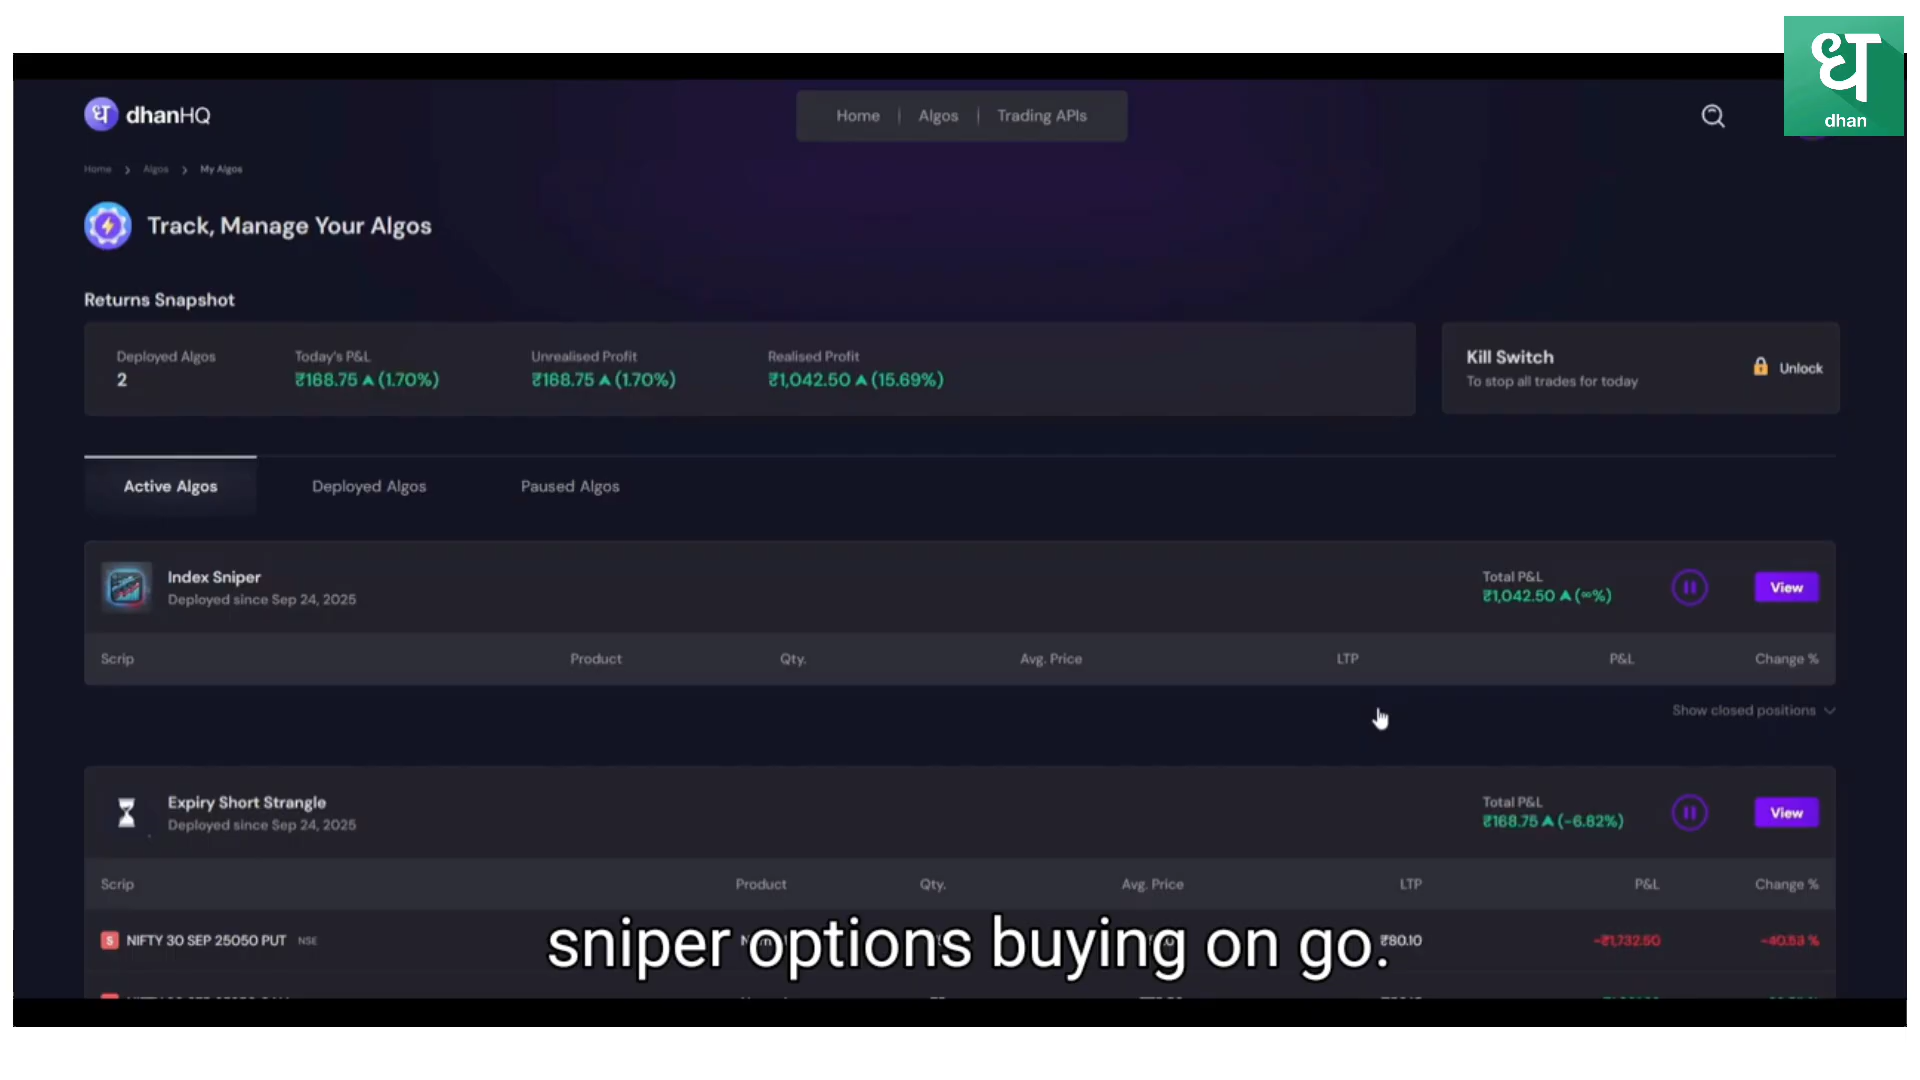 ध
dhan
ध dhanHQ
Home | Algos | Trading APIs
Home > Algos > My Algos
Track, Manage Your Algos
Returns Snapshot
Deployed Algos
2
Today's P&L
₹168.75 ▲ (1.70%)
Unrealised Profit
₹168.75 ▲ (1.70%)
Realised Profit
₹1,042.50 ▲ (15.69%)
Kill Switch
To stop all trades for today
Unlock
Active Algos Deployed Algos Paused Algos
Index Sniper
Deployed since Sep 24, 2025
Total P&L
₹1,042.50 ▲ (∞%)
View
Scrip Product Qty. Avg. Price LTP P&L Change %
Show closed positions
Expiry Short Strangle
Deployed since Sep 24, 2025
Total P&L
₹168.75 ▲ (-6.82%)
View
Scrip Product Qty. Avg. Price LTP P&L Change %
S NIFTY 30 SEP 25050 PUT NSE ₹80.10 -₹1,732.50 -40.53 %
sniper options buying on go.